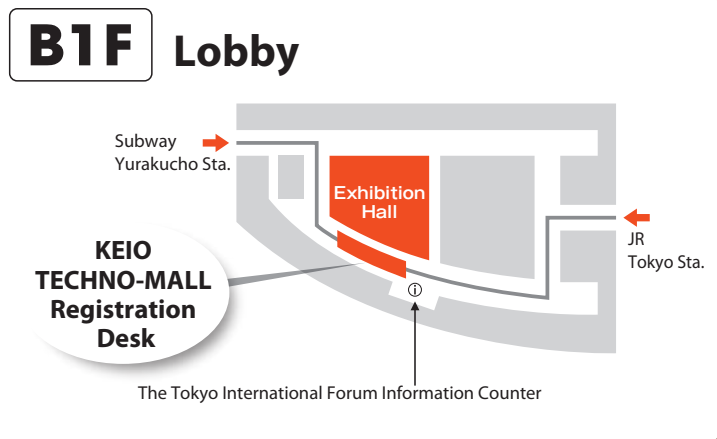 B1F Lobby
Subway
Yurakucho Sta.
Exhibition
Hall
JR
Tokyo Sta.
KEIO
TECHNO-MALL
Registration
Desk
i
The Tokyo International Forum Information Counter